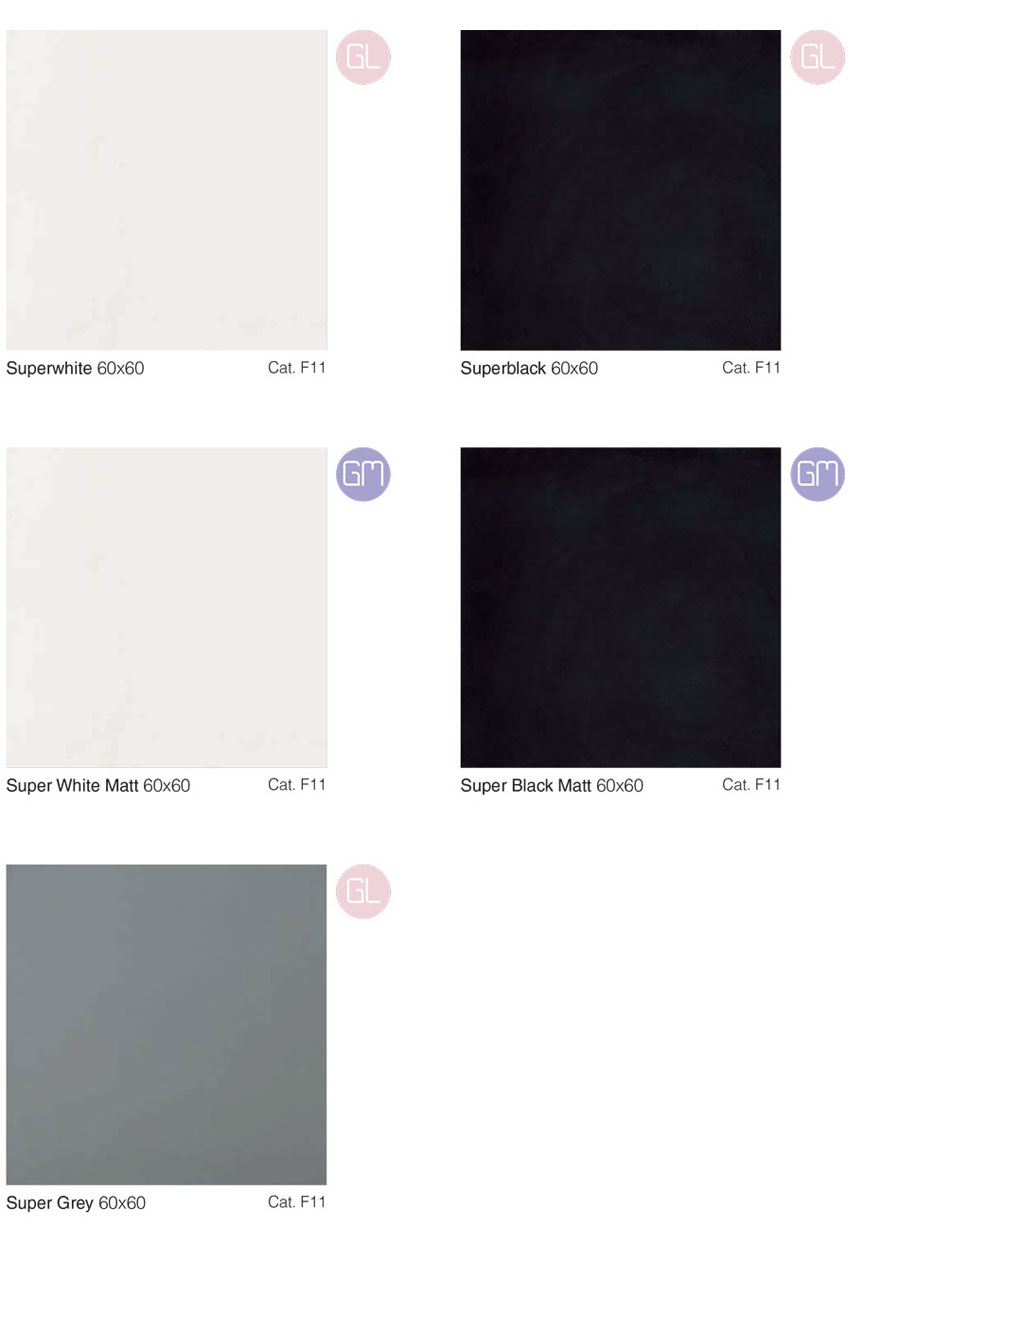 GL
GL
Superwhite 60x60 Cat. F11
Superblack 60x60 Cat. F11
GM
GM
Super White Matt 60x60 Cat. F11
Super Black Matt 60x60 Cat. F11
GL
Super Grey 60x60 Cat. F11